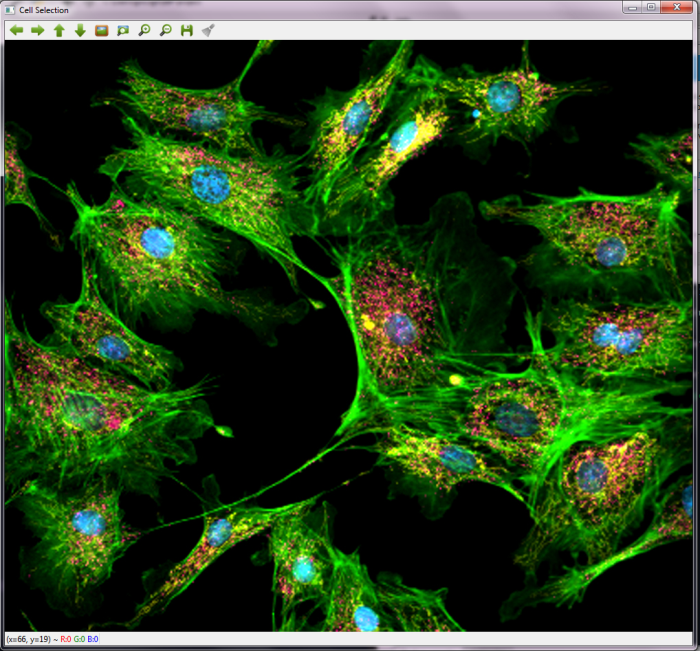 Cell Selection
(x=66, y=19) ~ R:0 G:0 B:0